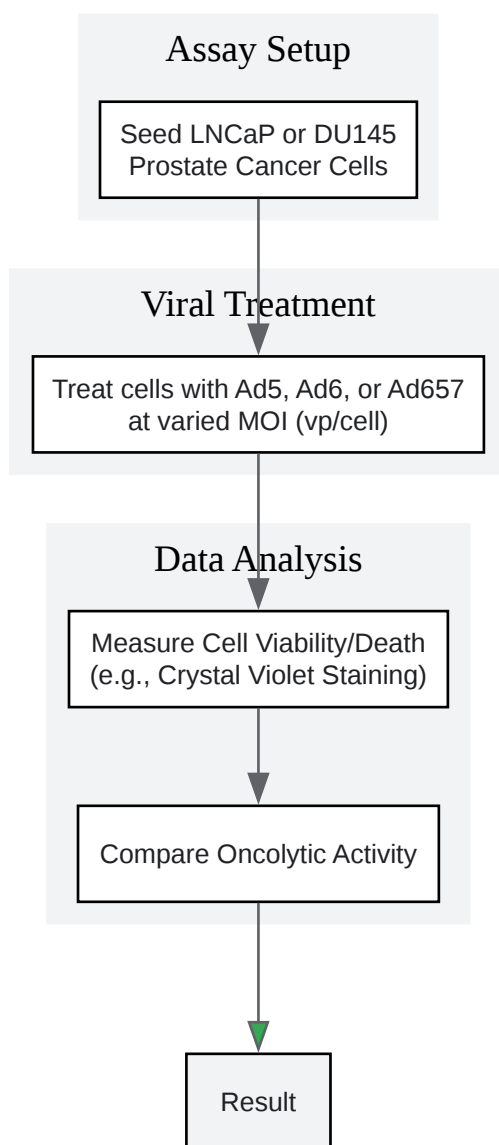 Assay Setup
Seed LNCaP or DU145
Prostate Cancer Cells
Viral Treatment
Treat cells with Ad5, Ad6, or Ad657
at varied MOI (vp/cell)
Data Analysis
Measure Cell Viability/Death
(e.g., Crystal Violet Staining)
Compare Oncolytic Activity
Result